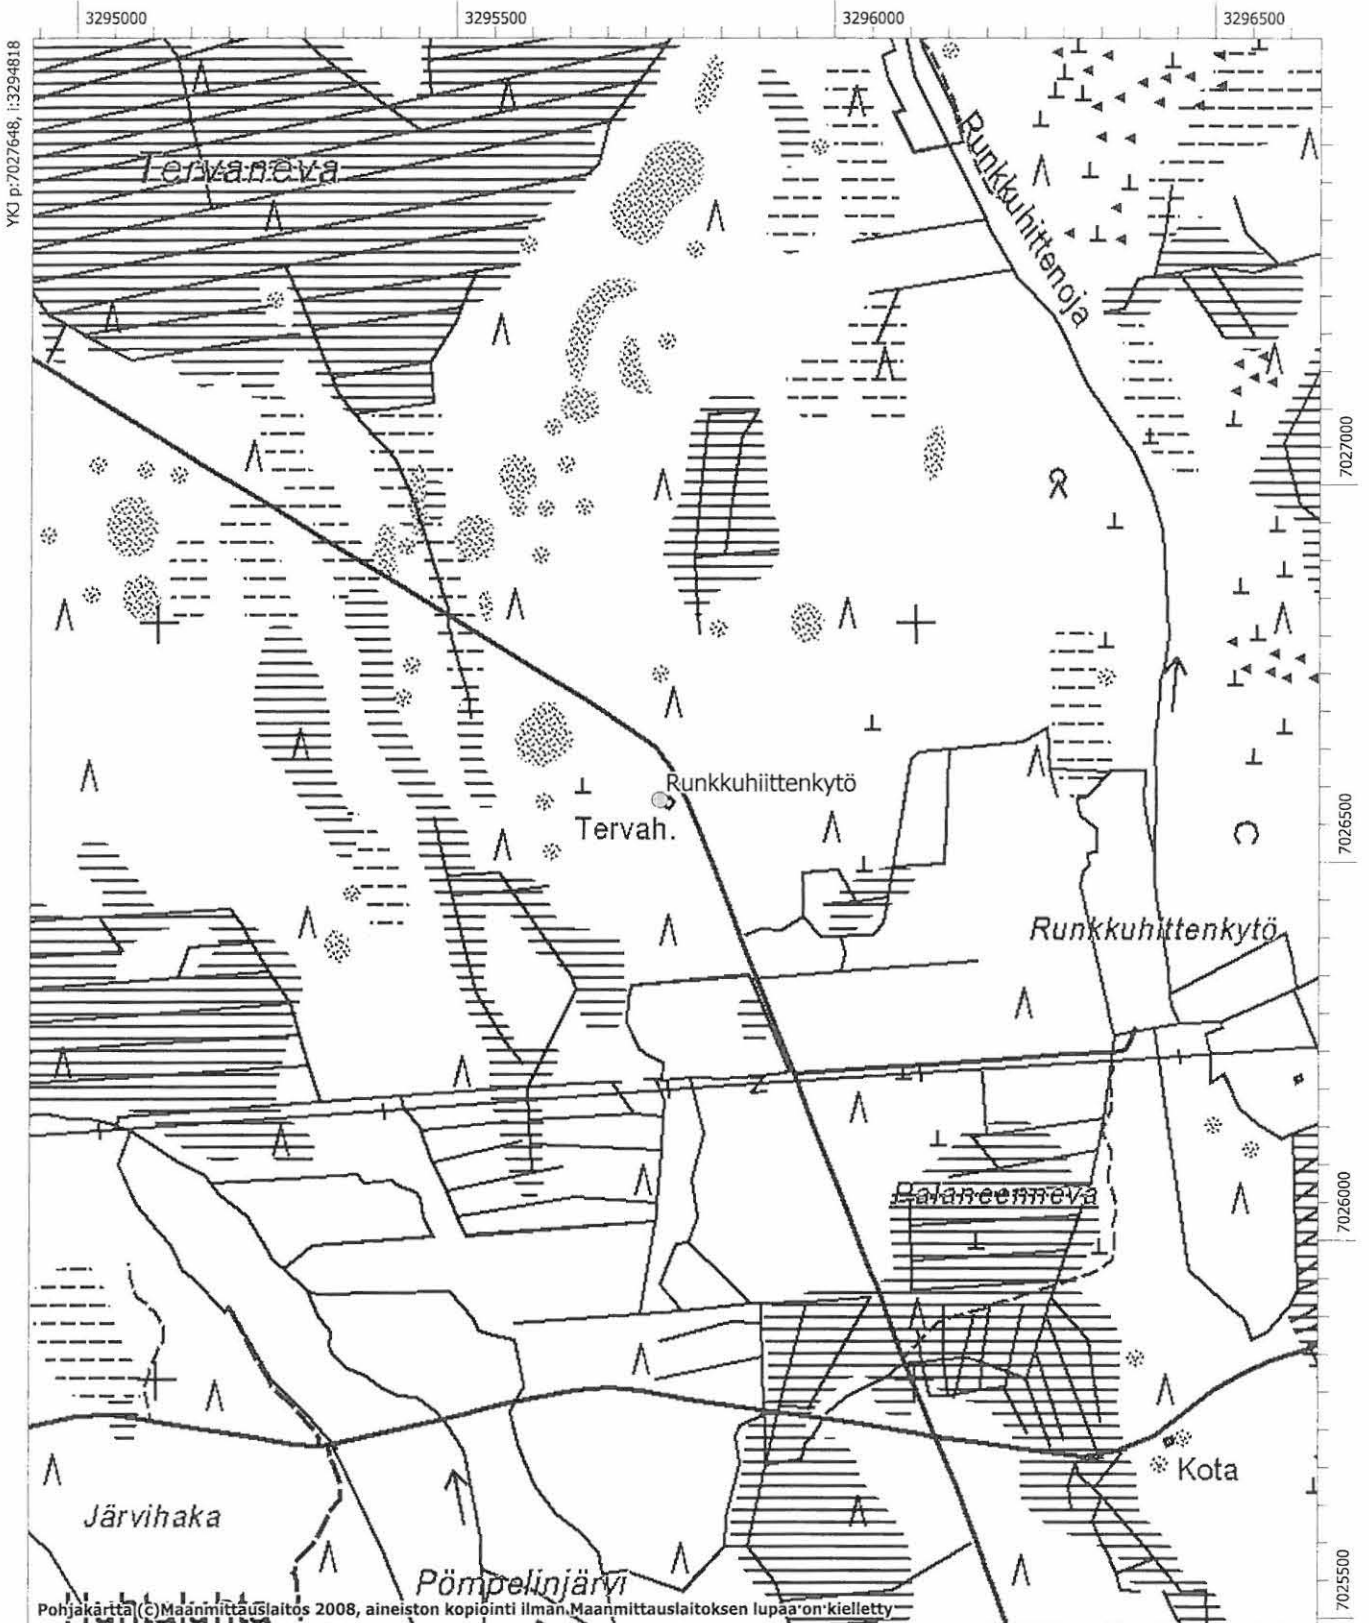 3295000
3295500
3296000
3296500
YKJ p:7027648, i:3294818
Tervaneva
Runkkuhittenoja
7027000
Runkkuhiittenkytö
Tervah.
7026500
Runkkuhittenkytö
Palaneenneva
7026000
Kota
Järvihaka
Pömpelinjärvi
7025500
Pohjakartta (c)Maanmittauslaitos 2008, aineiston kopiointi ilman Maanmittauslaitoksen lupaa on kielletty